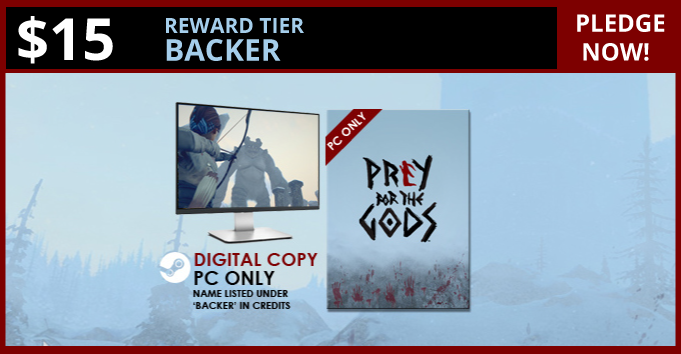 $15
REWARD TIER
BACKER
PLEDGE
NOW!
PC ONLY
PREY
FOR THE
GODS
DIGITAL COPY
PC ONLY
NAME LISTED UNDER
'BACKER' IN CREDITS